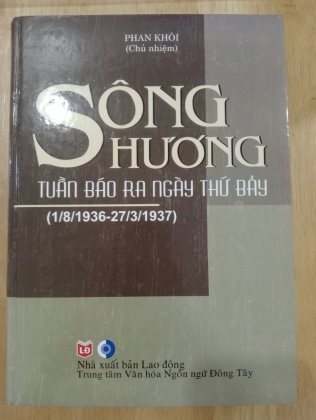 PHAN KHÔI
(Chủ nhiệm)
SÔNG
HƯƠNG
TUẦN BÁO RA NGÀY THỨ BẢY
(1/8/1936-27/3/1937)
LĐ
Nhà xuất bản Lao động
Trung tâm Văn hóa Ngôn ngữ Đông Tây